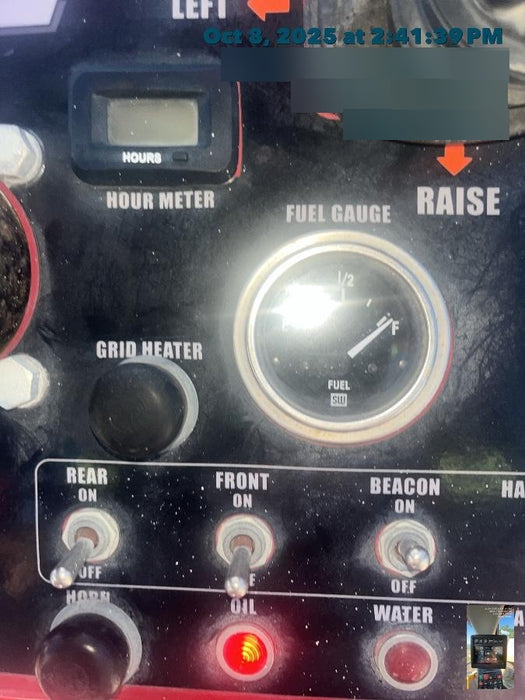 LEFT
Oct 8, 2025 at 2:41:39 PM
HOURS
HOUR METER
RAISE
FUEL GAUGE
1/2
F
FUEL
SW
GRID HEATER
REAR
ON
OFF
FRONT
ON
BEACON
ON
OFF
HORN
OIL
WATER